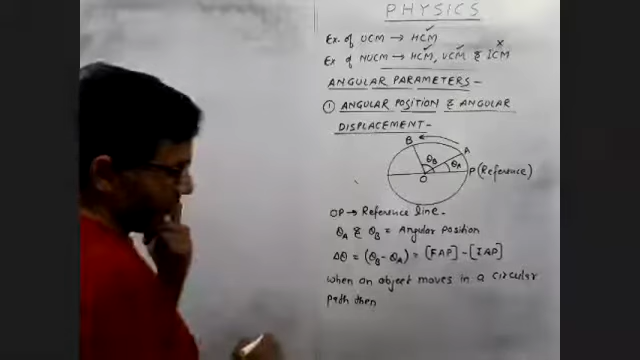 PHYSICS
Ex. of UCM → HCM ✓
Ex of NUCM → HCM ✓, VCM ✓ & ICM ×
ANGULAR PARAMETERS -
① ANGULAR POSITION & ANGULAR
DISPLACEMENT -
B A
θB θA
O P (Reference)
OP → Reference line.
θA & θB = Angular Position
Δθ = (θB - θA) = [FAP] - [IAP]
when an object moves in a circular
path then